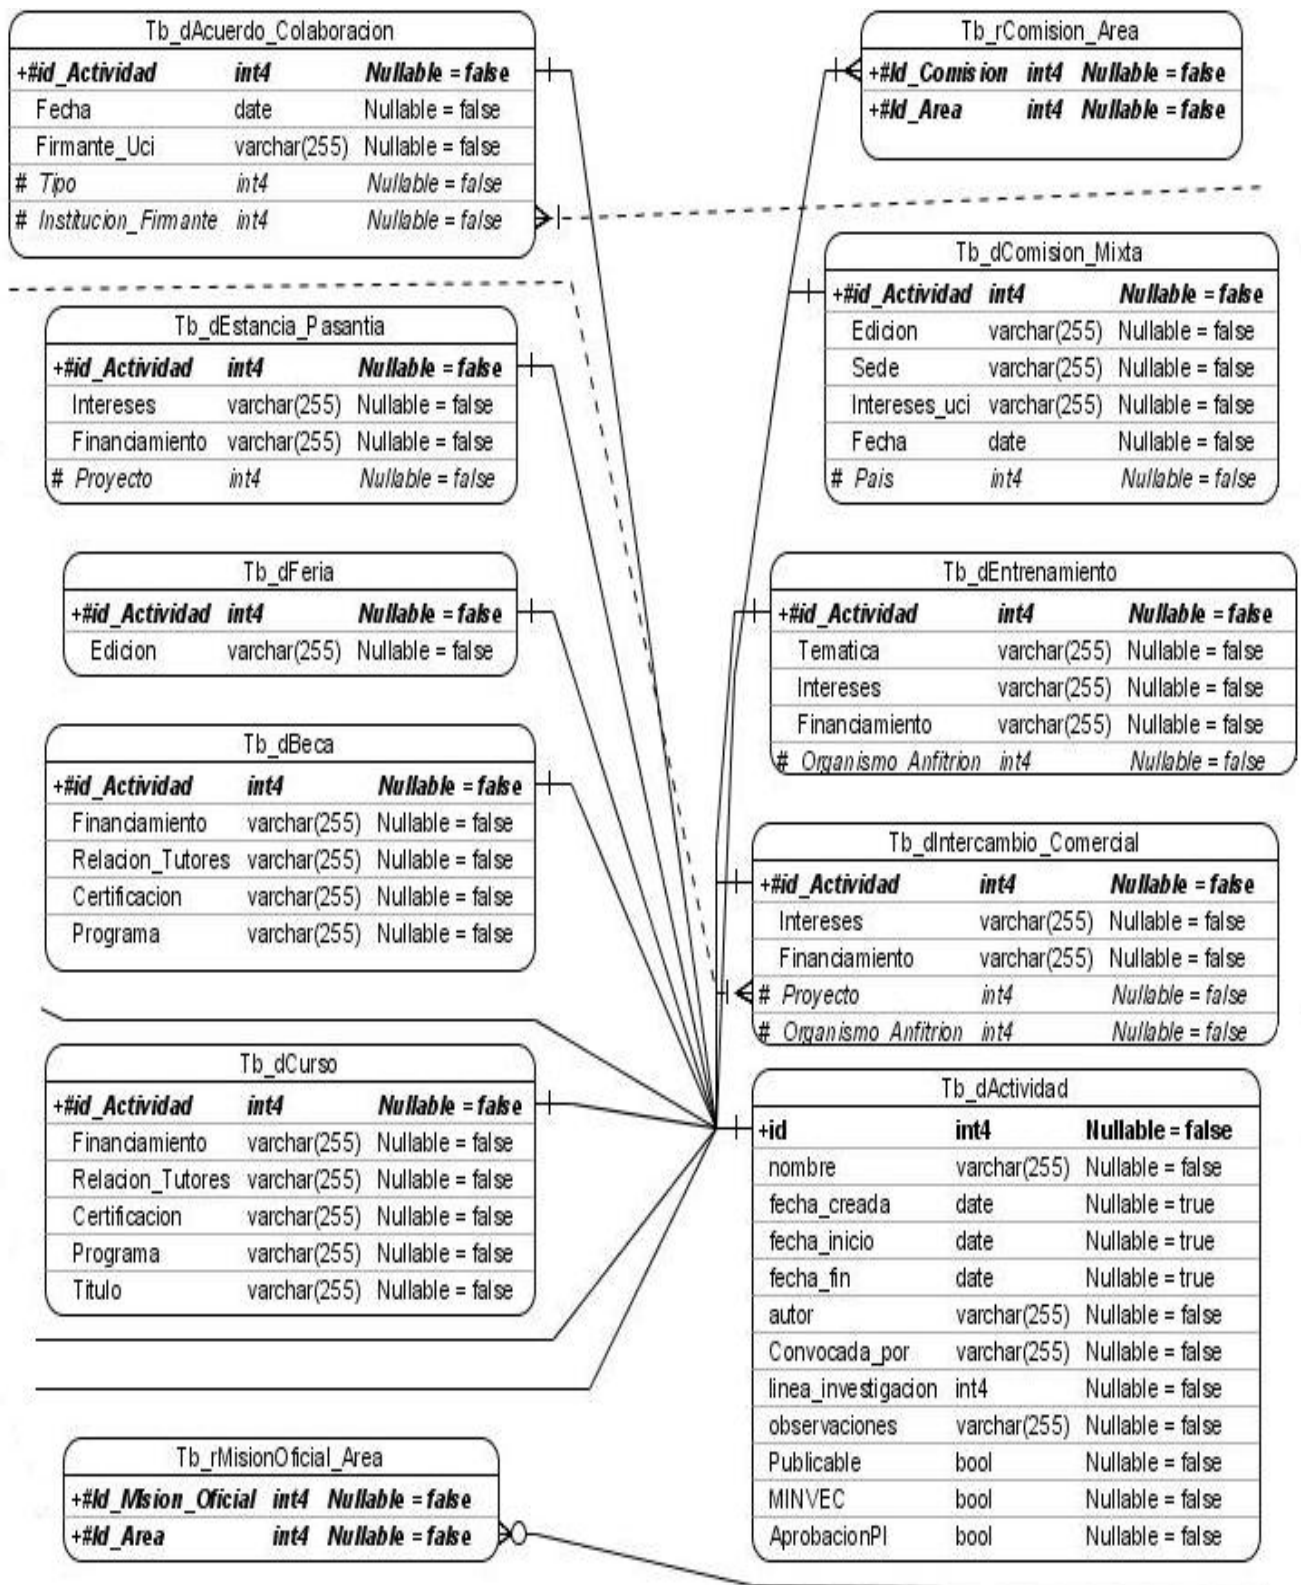 Tb_dAcuerdo_Colaboracion
+#id_Actividad int4 Nullable = false
Fecha date Nullable = false
Firmante_Uci varchar(255) Nullable = false
# Tipo int4 Nullable = false
# Institucion_Firmante int4 Nullable = false
Tb_rComision_Area
+#Id_Comision int4 Nullable = false
+#Id_Area int4 Nullable = false
Tb_dComision_Mixta
+#id_Actividad int4 Nullable = false
Edicion varchar(255) Nullable = false
Sede varchar(255) Nullable = false
Intereses_uci varchar(255) Nullable = false
Fecha date Nullable = false
# Pais int4 Nullable = false
Tb_dEstancia_Pasantia
+#id_Actividad int4 Nullable = false
Intereses varchar(255) Nullable = false
Financiamiento varchar(255) Nullable = false
# Proyecto int4 Nullable = false
Tb_dFeria
+#id_Actividad int4 Nullable = false
Edicion varchar(255) Nullable = false
Tb_dEntrenamiento
+#id_Actividad int4 Nullable = false
Tematica varchar(255) Nullable = false
Intereses varchar(255) Nullable = false
Financiamiento varchar(255) Nullable = false
# Organismo_Anfitrion int4 Nullable = false
Tb_dBeca
+#id_Actividad int4 Nullable = false
Financiamiento varchar(255) Nullable = false
Relacion_Tutores varchar(255) Nullable = false
Certificacion varchar(255) Nullable = false
Programa varchar(255) Nullable = false
Tb_dIntercambio_Comercial
+#id_Actividad int4 Nullable = false
Intereses varchar(255) Nullable = false
Financiamiento varchar(255) Nullable = false
# Proyecto int4 Nullable = false
# Organismo_Anfitrion int4 Nullable = false
Tb_dCurso
+#id_Actividad int4 Nullable = false
Financiamiento varchar(255) Nullable = false
Relacion_Tutores varchar(255) Nullable = false
Certificacion varchar(255) Nullable = false
Programa varchar(255) Nullable = false
Titulo varchar(255) Nullable = false
Tb_dActividad
+id int4 Nullable = false
nombre varchar(255) Nullable = false
fecha_creada date Nullable = true
fecha_inicio date Nullable = true
fecha_fin date Nullable = true
autor varchar(255) Nullable = false
Convocada_por varchar(255) Nullable = false
linea_investigacion int4 Nullable = false
observaciones varchar(255) Nullable = false
Publicable bool Nullable = false
MINVEC bool Nullable = false
AprobacionPI bool Nullable = false
Tb_rMisionOficial_Area
+#Id_MIsion_Oficial int4 Nullable = false
+#Id_Area int4 Nullable = false